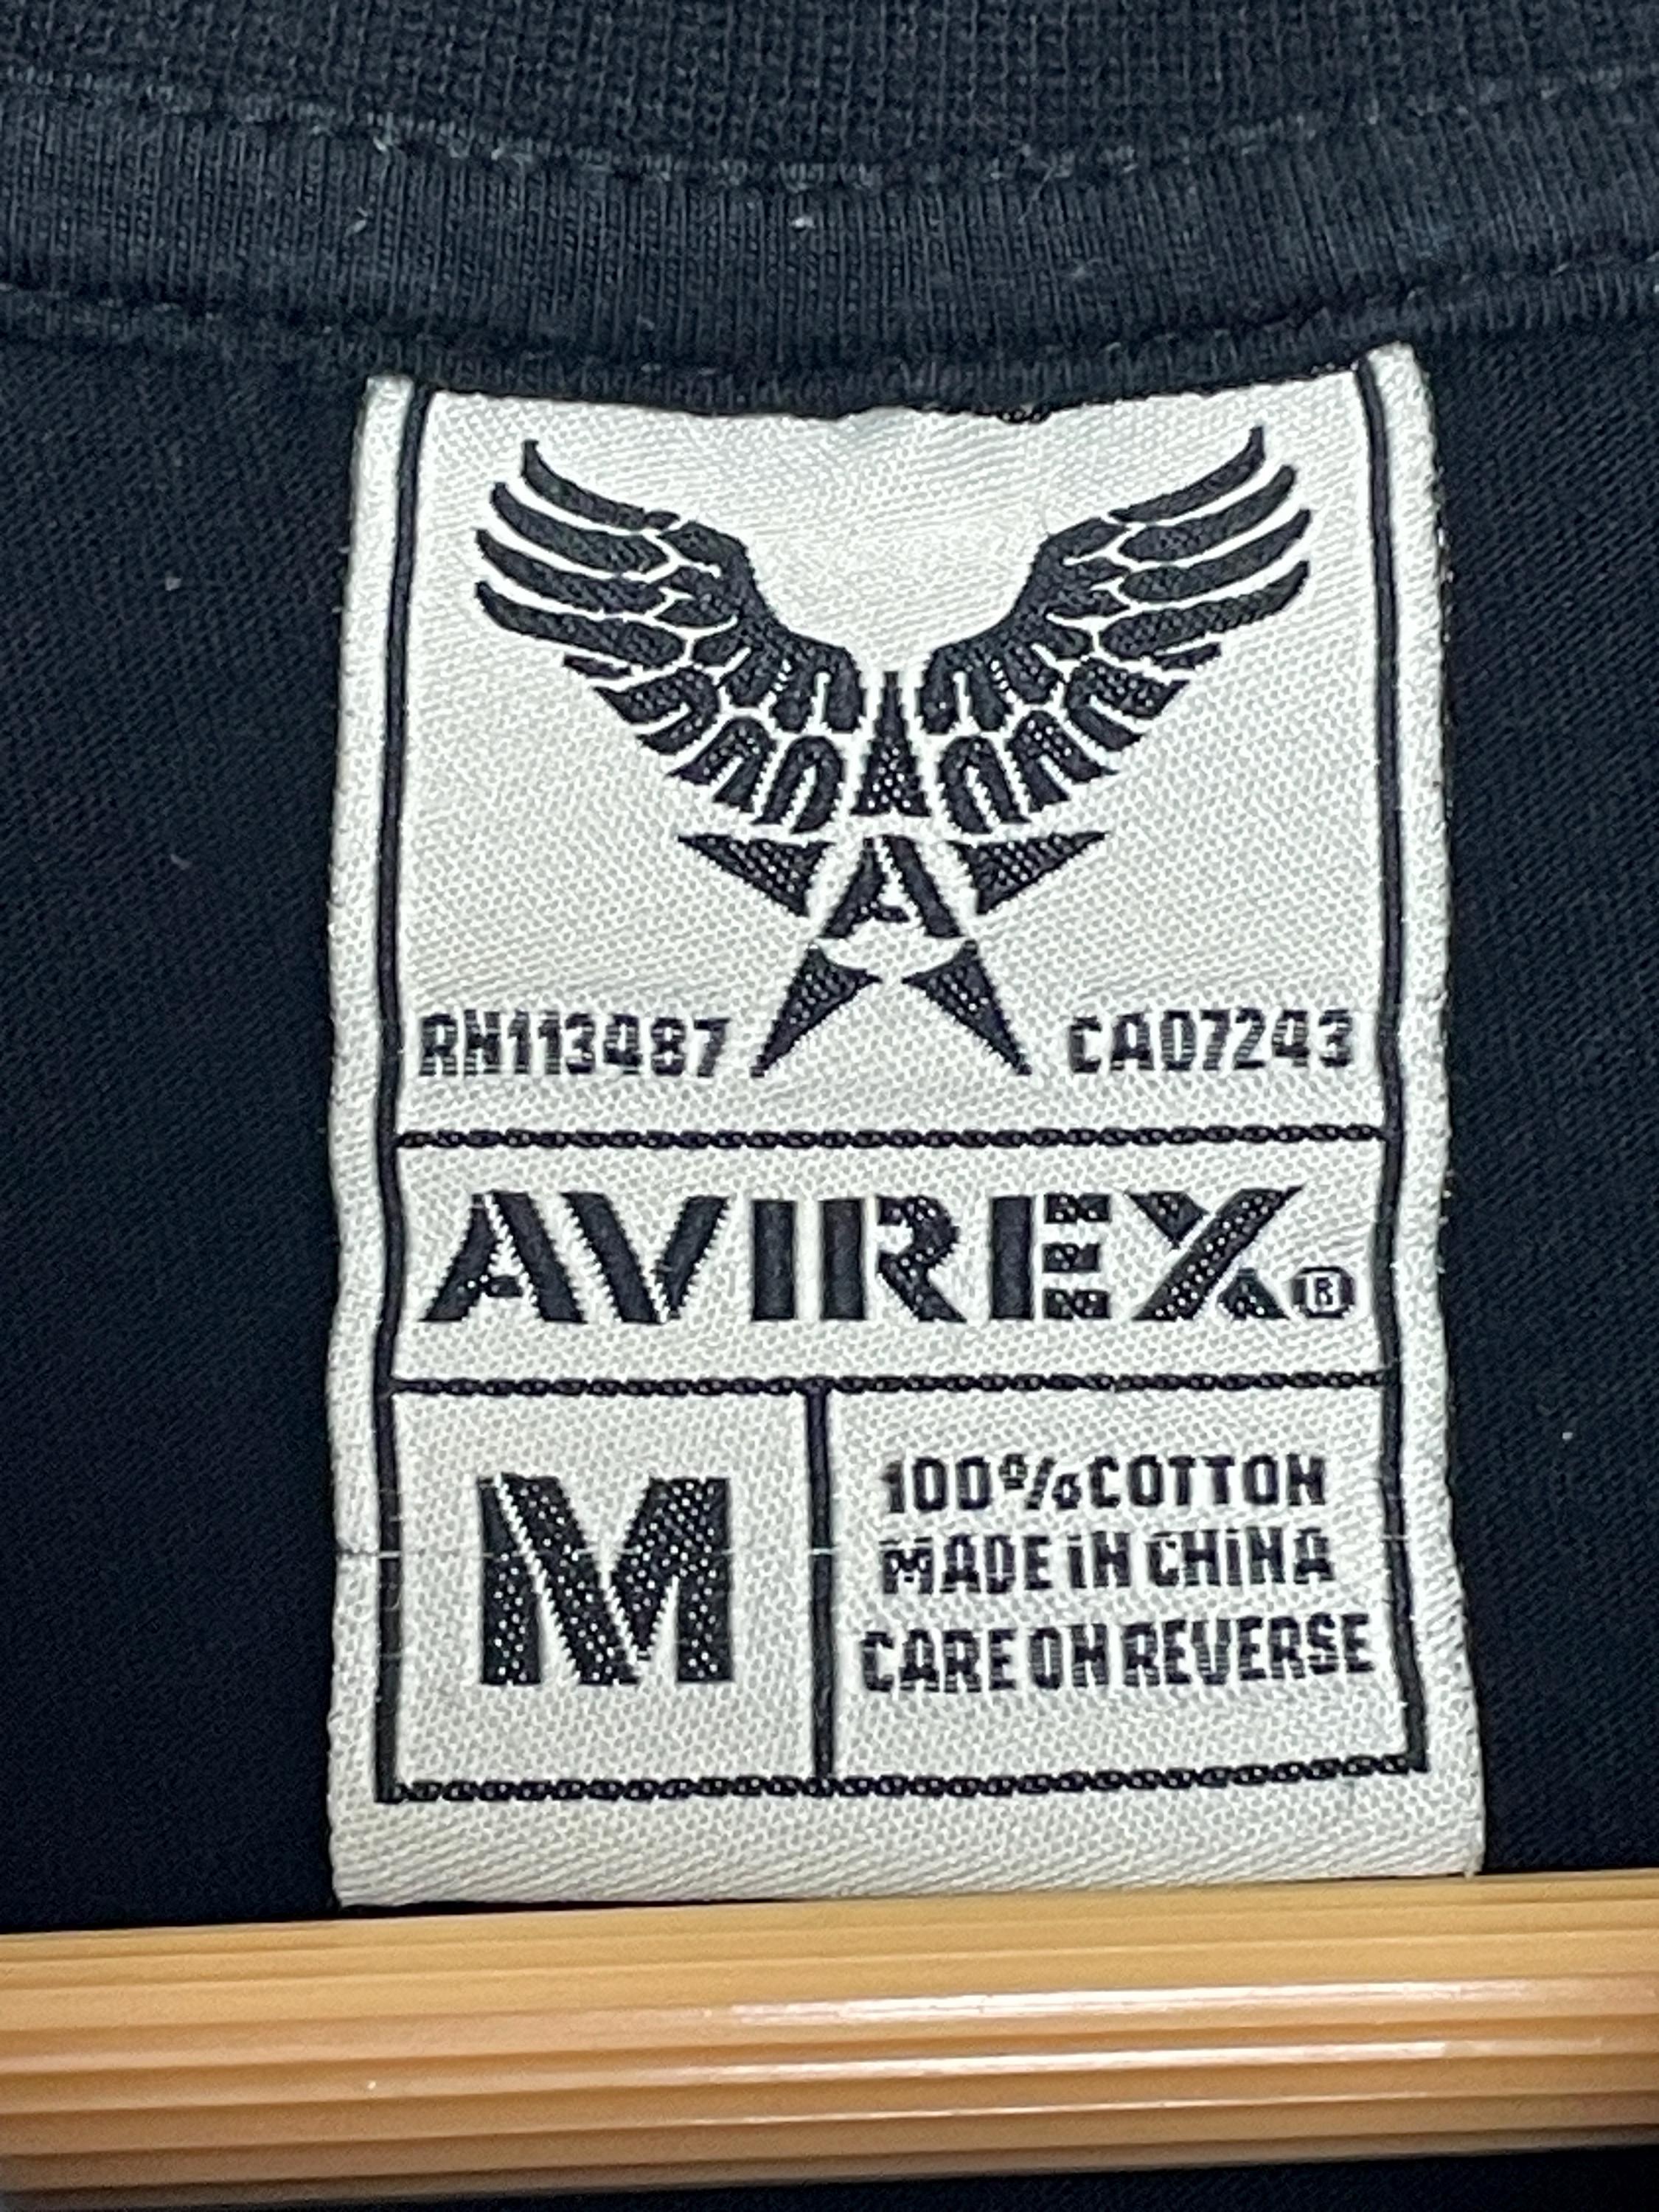 A
RN113487 CA07243
AVIREX®
M
100% COTTON
MADE IN CHINA
CARE ON REVERSE